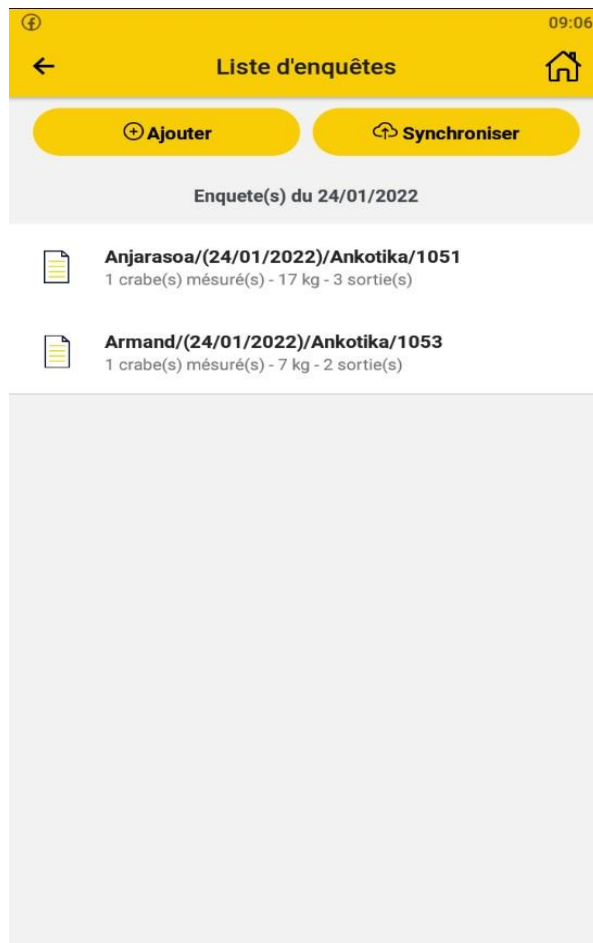 09:06
Liste d'enquêtes
Ajouter
Synchroniser
Enquete(s) du 24/01/2022
Anjarasoa/(24/01/2022)/Ankotika/1051
1 crabe(s) mésuré(s) - 17 kg - 3 sortie(s)
Armand/(24/01/2022)/Ankotika/1053
1 crabe(s) mésuré(s) - 7 kg - 2 sortie(s)